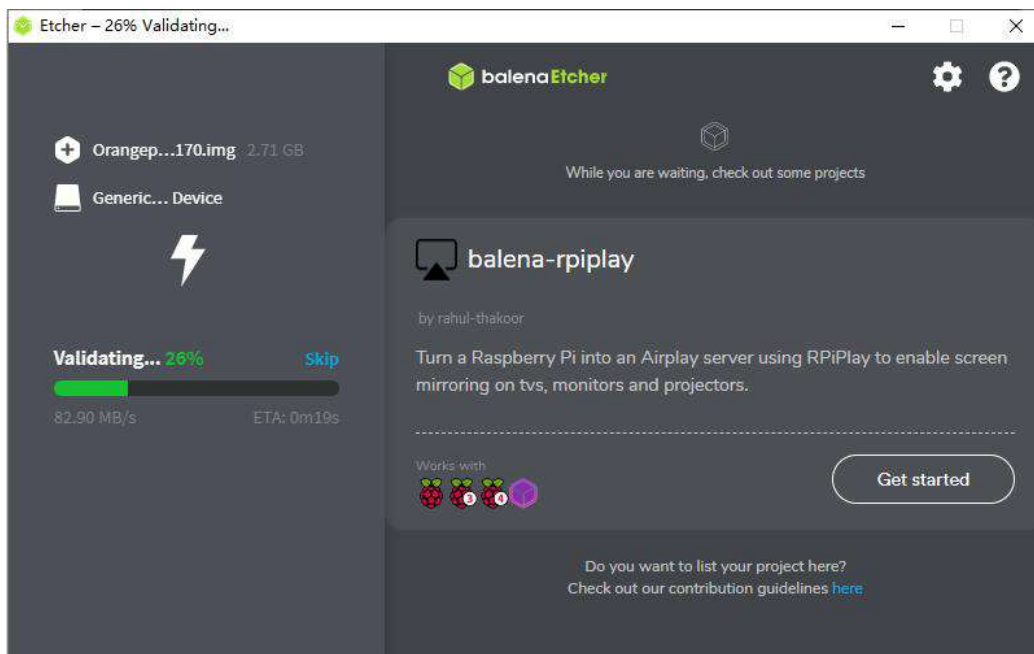 Etcher – 26% Validating...
balenaEtcher
Orangep...170.img 2.71 GB
Generic... Device
While you are waiting, check out some projects
balena-rpiplay
by rahul-thakoor
Turn a Raspberry Pi into an Airplay server using RPiPlay to enable screen
mirroring on tvs, monitors and projectors.
Validating... 26% Skip
82.90 MB/s ETA: 0m19s
Works with
3 4
Get started
Do you want to list your project here?
Check out our contribution guidelines here